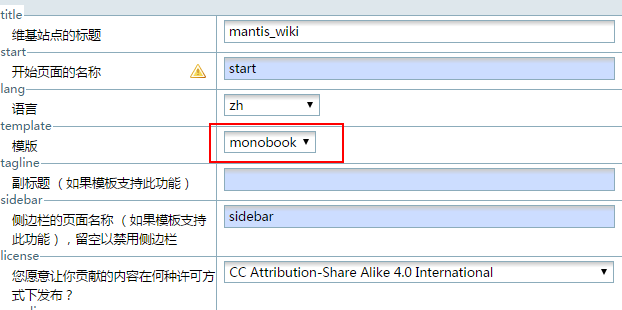 title
维基站点的标题
mantis_wiki
start
开始页面的名称
start
lang
语言
zh
template
模版
monobook
tagline
副标题 （如果模板支持此功能）
sidebar
侧边栏的页面名称 （如果模板支持
此功能），留空以禁用侧边栏
sidebar
license
您愿意让你贡献的内容在何种许可方
式下发布？
CC Attribution-Share Alike 4.0 International